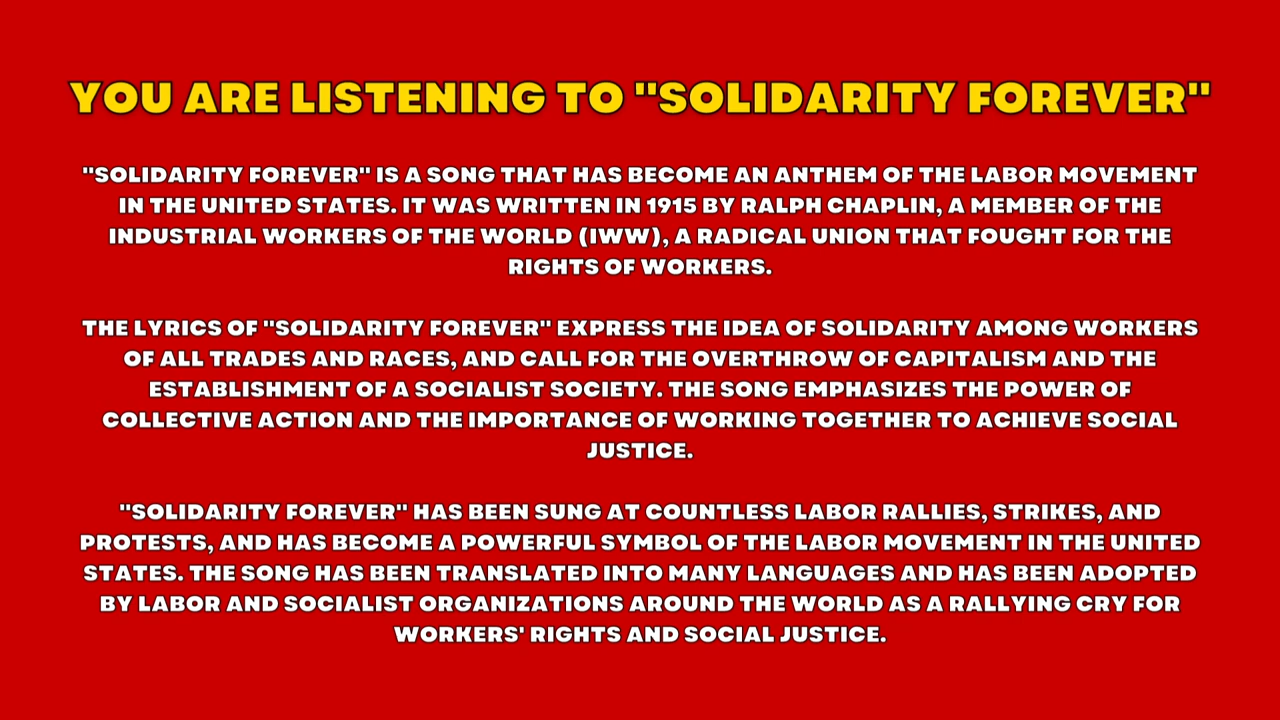 YOU ARE LISTENING TO "SOLIDARITY FOREVER"
"SOLIDARITY FOREVER" IS A SONG THAT HAS BECOME AN ANTHEM OF THE LABOR MOVEMENT
IN THE UNITED STATES. IT WAS WRITTEN IN 1915 BY RALPH CHAPLIN, A MEMBER OF THE
INDUSTRIAL WORKERS OF THE WORLD (IWW), A RADICAL UNION THAT FOUGHT FOR THE
RIGHTS OF WORKERS.
THE LYRICS OF "SOLIDARITY FOREVER" EXPRESS THE IDEA OF SOLIDARITY AMONG WORKERS
OF ALL TRADES AND RACES, AND CALL FOR THE OVERTHROW OF CAPITALISM AND THE
ESTABLISHMENT OF A SOCIALIST SOCIETY. THE SONG EMPHASIZES THE POWER OF
COLLECTIVE ACTION AND THE IMPORTANCE OF WORKING TOGETHER TO ACHIEVE SOCIAL
JUSTICE.
"SOLIDARITY FOREVER" HAS BEEN SUNG AT COUNTLESS LABOR RALLIES, STRIKES, AND
PROTESTS, AND HAS BECOME A POWERFUL SYMBOL OF THE LABOR MOVEMENT IN THE UNITED
STATES. THE SONG HAS BEEN TRANSLATED INTO MANY LANGUAGES AND HAS BEEN ADOPTED
BY LABOR AND SOCIALIST ORGANIZATIONS AROUND THE WORLD AS A RALLYING CRY FOR
WORKERS' RIGHTS AND SOCIAL JUSTICE.